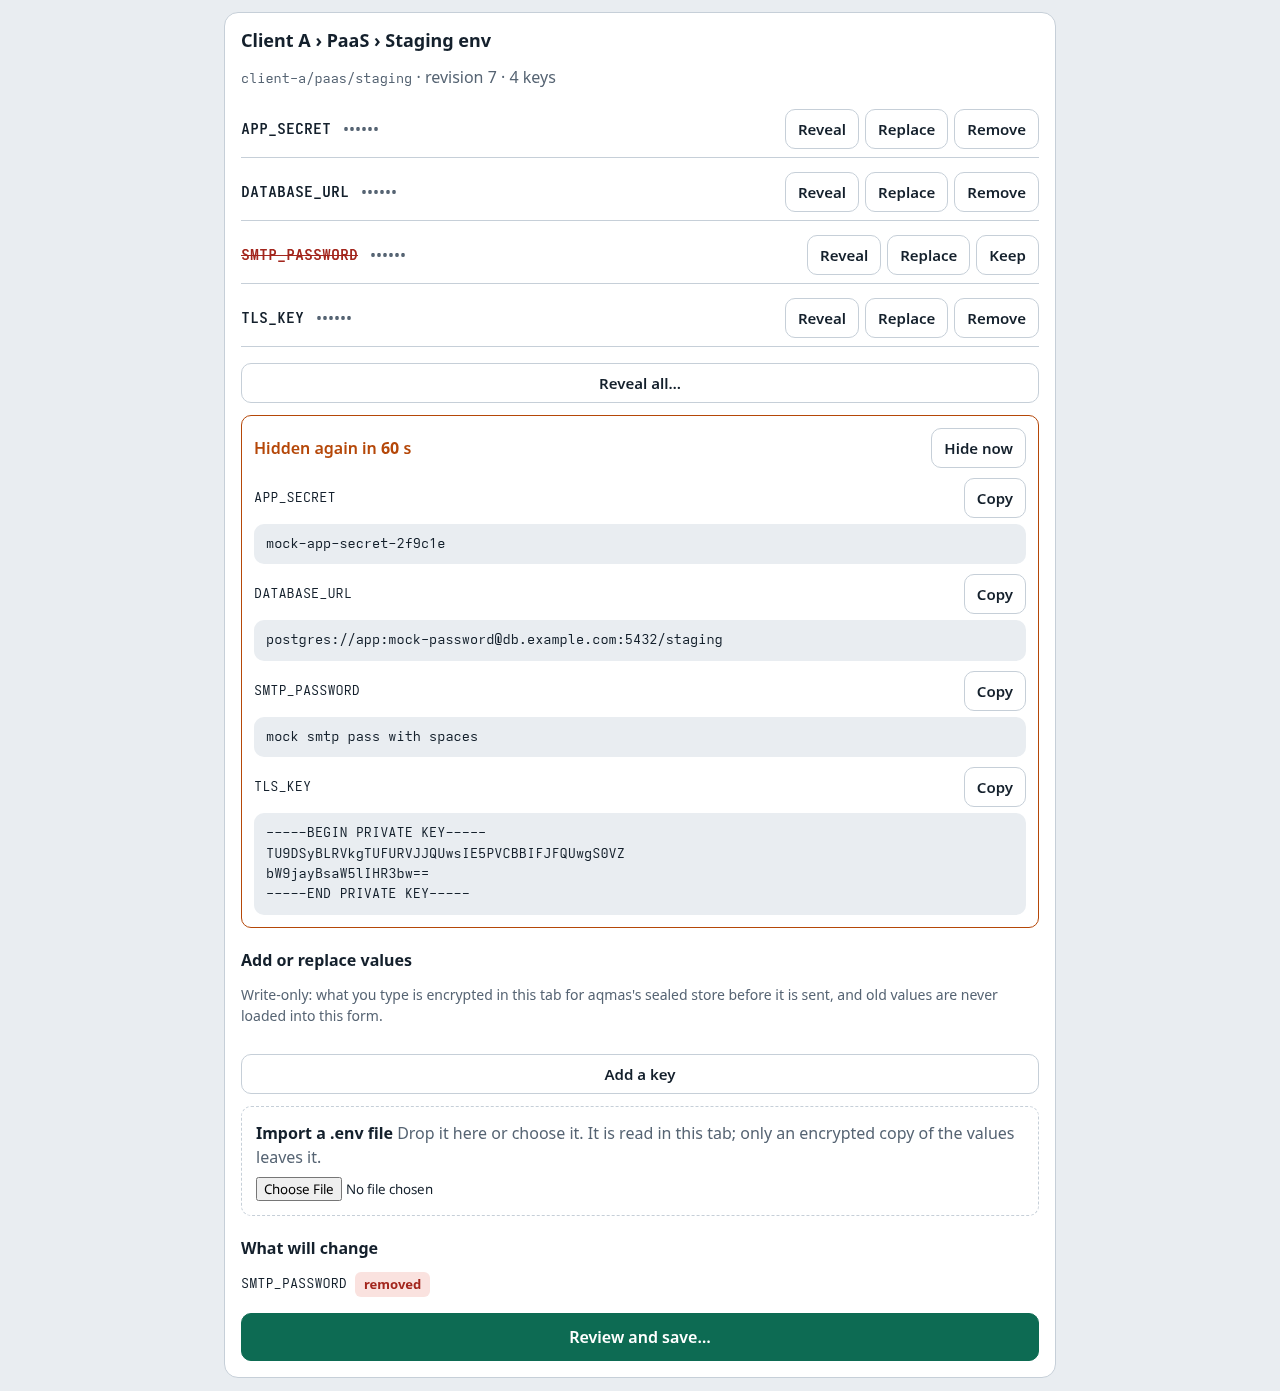 Client A › PaaS › Staging env
client-a/paas/staging · revision 7 · 4 keys
APP_SECRET •••••• Reveal Replace Remove
DATABASE_URL •••••• Reveal Replace Remove
SMTP_PASSWORD •••••• Reveal Replace Keep
TLS_KEY •••••• Reveal Replace Remove
Reveal all…
Hidden again in 60 s Hide now
APP_SECRET Copy
mock-app-secret-2f9c1e
DATABASE_URL Copy
postgres://app:mock-password@db.example.com:5432/staging
SMTP_PASSWORD Copy
mock smtp pass with spaces
TLS_KEY Copy
-----BEGIN PRIVATE KEY-----
TU9DSyBLRVkgTUFURVJJQUwsIE5PVCBBIFJFQUwgS0VZ
bW9jayBsaW5lIHR3bw==
-----END PRIVATE KEY-----
Add or replace values
Write-only: what you type is encrypted in this tab for aqmas's sealed store before it is sent, and old values are never
loaded into this form.
Add a key
Import a .env file Drop it here or choose it. It is read in this tab; only an encrypted copy of the values
leaves it.
Choose File No file chosen
What will change
SMTP_PASSWORD removed
Review and save…